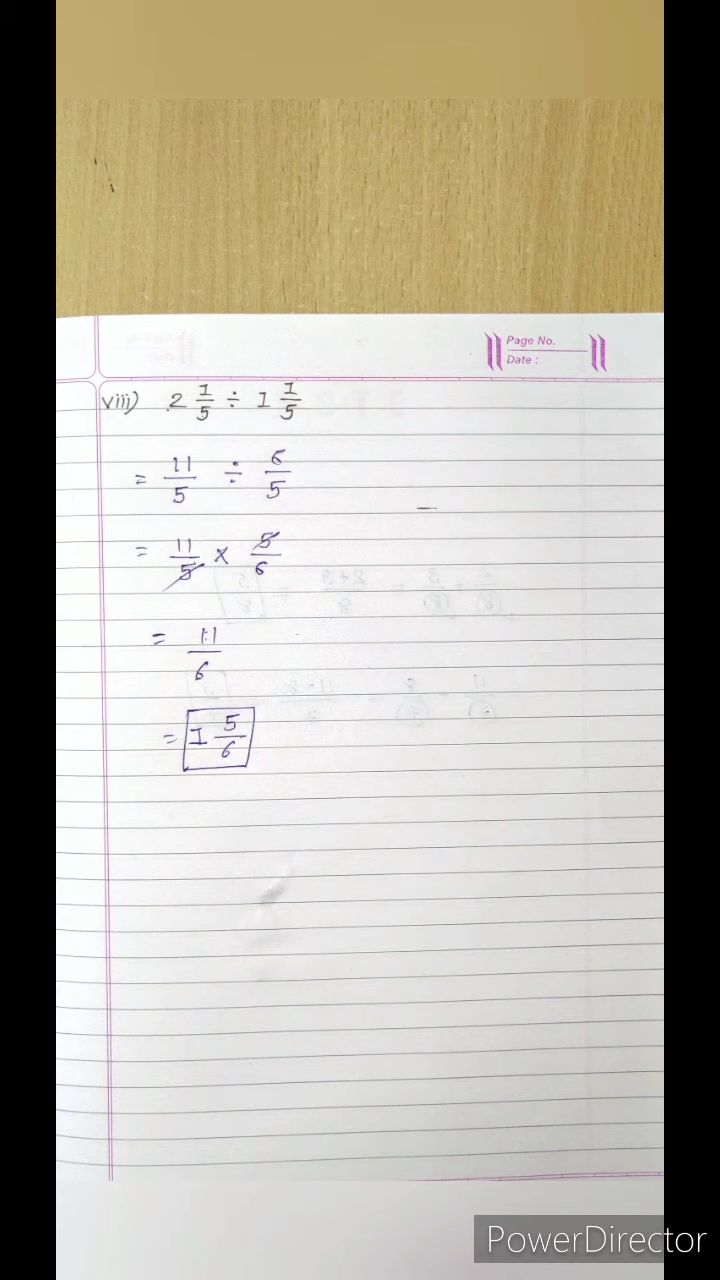 Page No.
Date :
viii) 2 1/5 ÷ 1 1/5
= 11/5 ÷ 6/5
= 11/5 × 5/6
= 11/6
= 1 5/6
PowerDirector